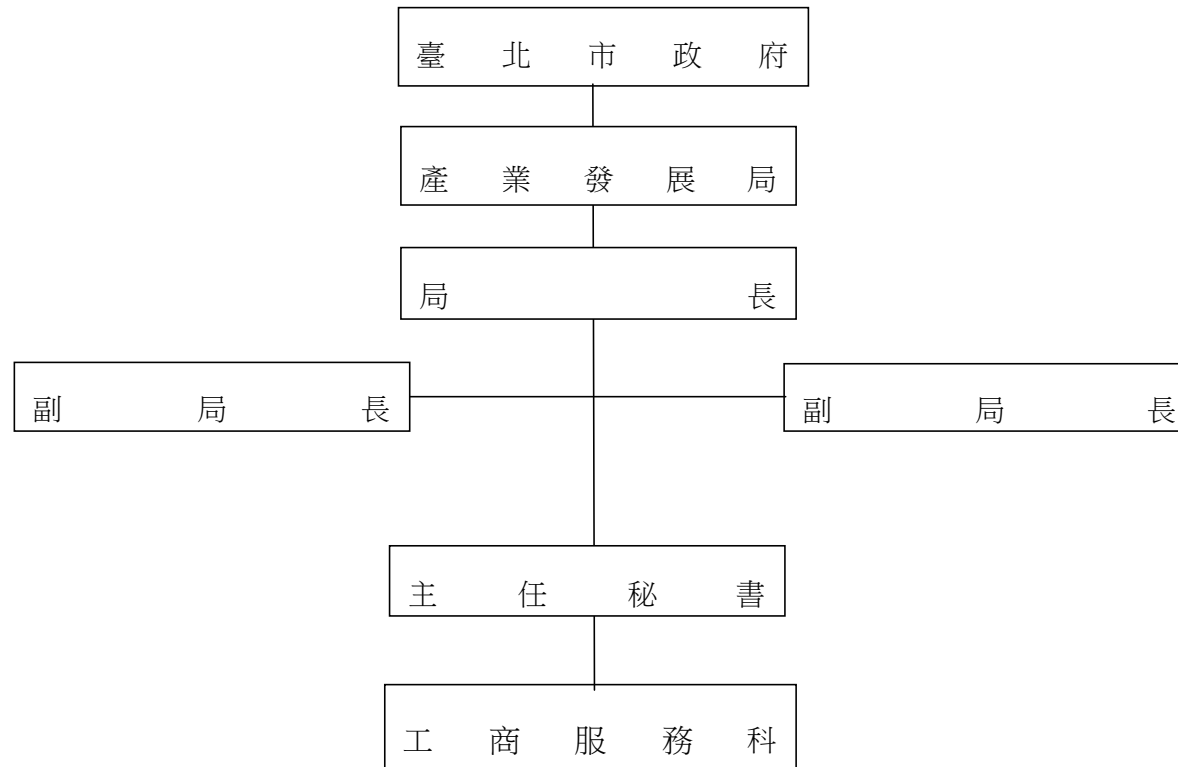 臺北市政府
產業發展局
局長
副局長
副局長
主任秘書
工商服務科